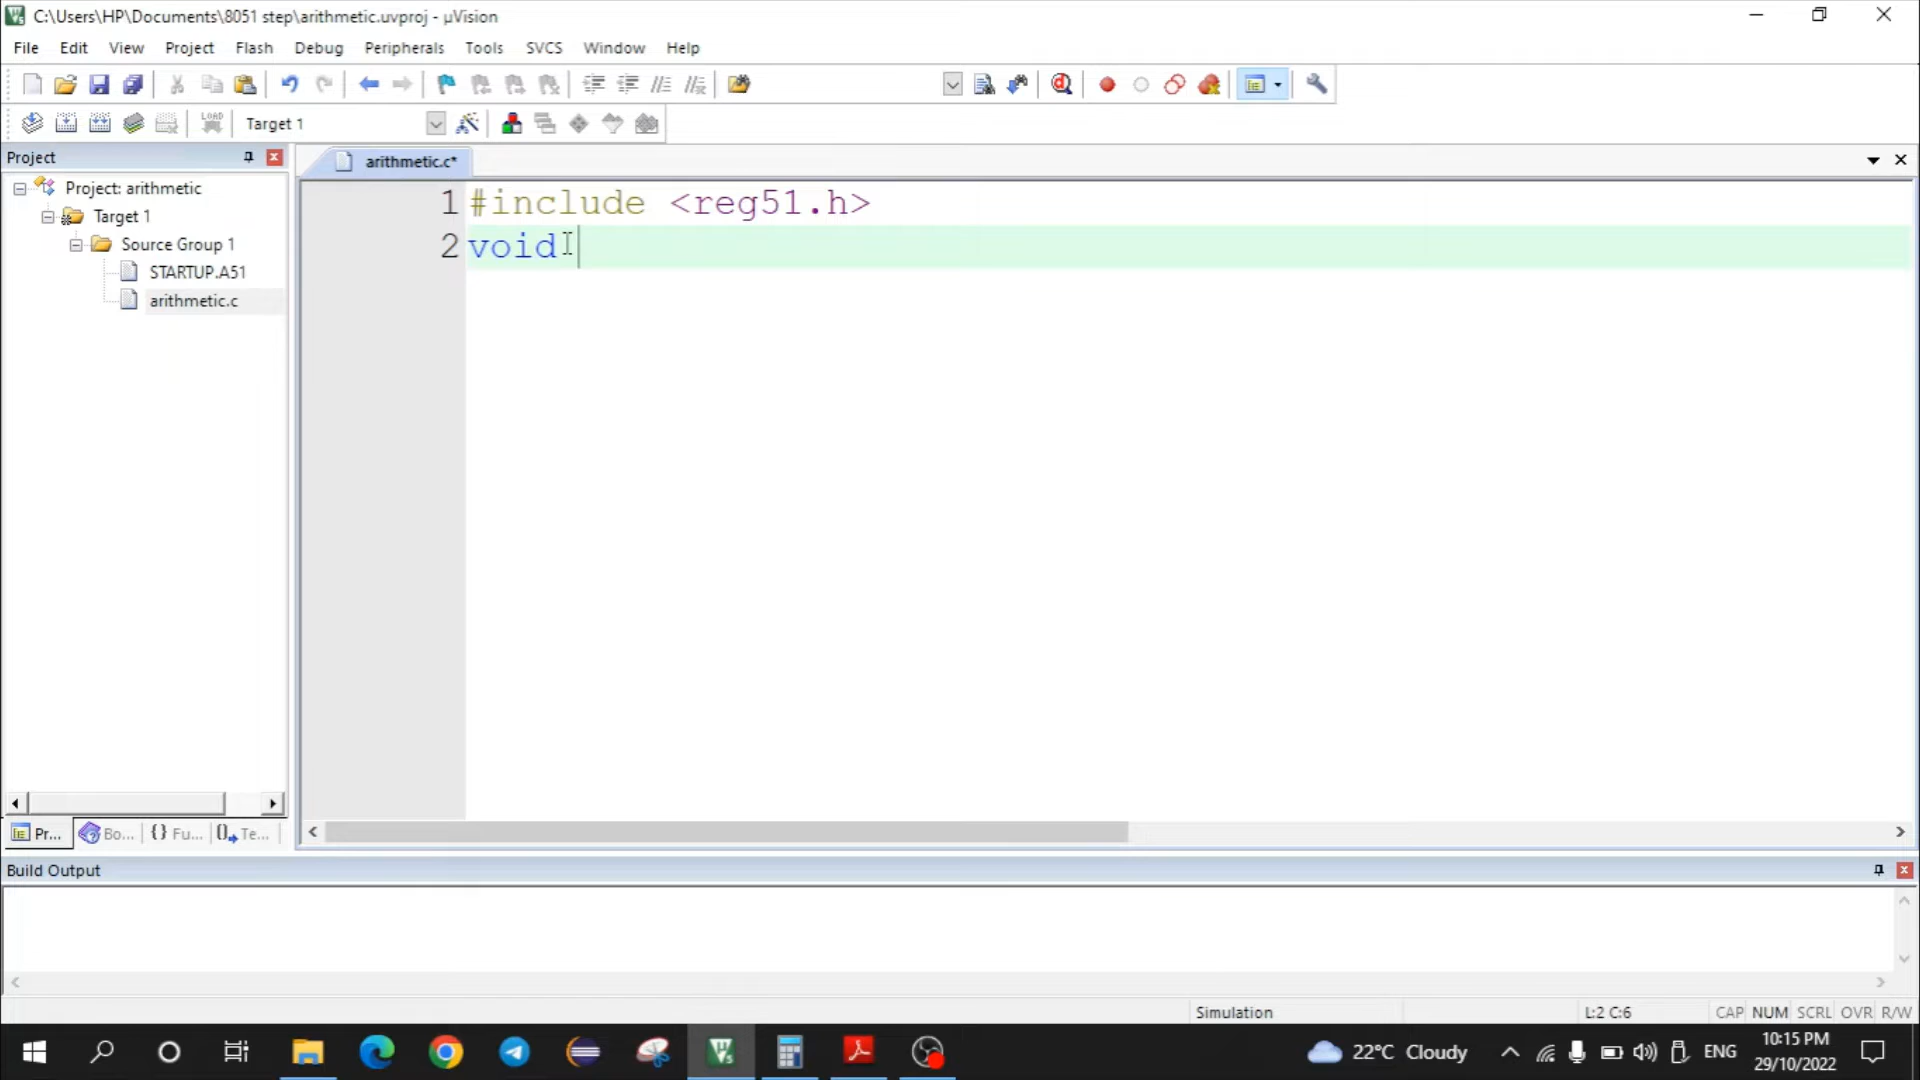 C:\Users\HP\Documents\8051 step\arithmetic.uvproj - µVision
File Edit View Project Flash Debug Peripherals Tools SVCS Window Help
LOAD Target 1
Project
arithmetic.c*
Project: arithmetic
Target 1
Source Group 1
STARTUP.A51
arithmetic.c
1 #include <reg51.h>
2 void
Pr... Bo... {} Fu... Te...
Build Output
Simulation L:2 C:6 CAP NUM SCRL OVR R/W
22°C Cloudy ENG 10:15 PM
29/10/2022